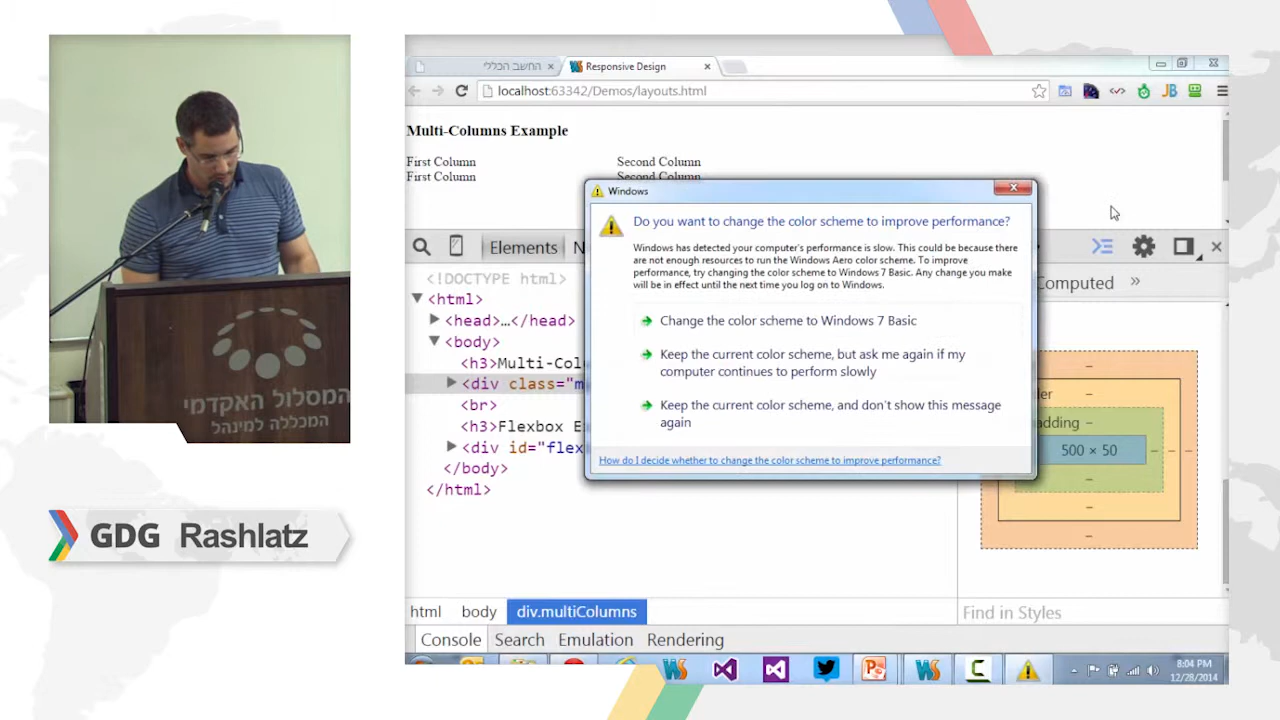 המסלול האקדמי
המכללה למינהל
GDG Rashlatz
החשב הכללי
Responsive Design
localhost:63342/Demos/layouts.html
JB
Multi-Columns Example
First Column
Second Column
First Column
Second Column
Windows
Do you want to change the color scheme to improve performance?
Windows has detected your computer's performance is slow. This could be because there
are not enough resources to run the Windows Aero color scheme. To improve
performance, try changing the color scheme to Windows 7 Basic. Any change you make
will be in effect until the next time you log on to Windows.
Change the color scheme to Windows 7 Basic
Keep the current color scheme, but ask me again if my
computer continues to perform slowly
Keep the current color scheme, and don't show this message
again
How do I decide whether to change the color scheme to improve performance?
Elements N
Computed »
<!DOCTYPE html>
<html>
<head>…</head>
<body>
<h3>Multi-Col
<div class="m
<br>
<h3>Flexbox E
<div id="flex
</body>
</html>
der –
adding –
500 × 50
html body div.multiColumns
Find in Styles
Console Search Emulation Rendering
8:04 PM
12/28/2014